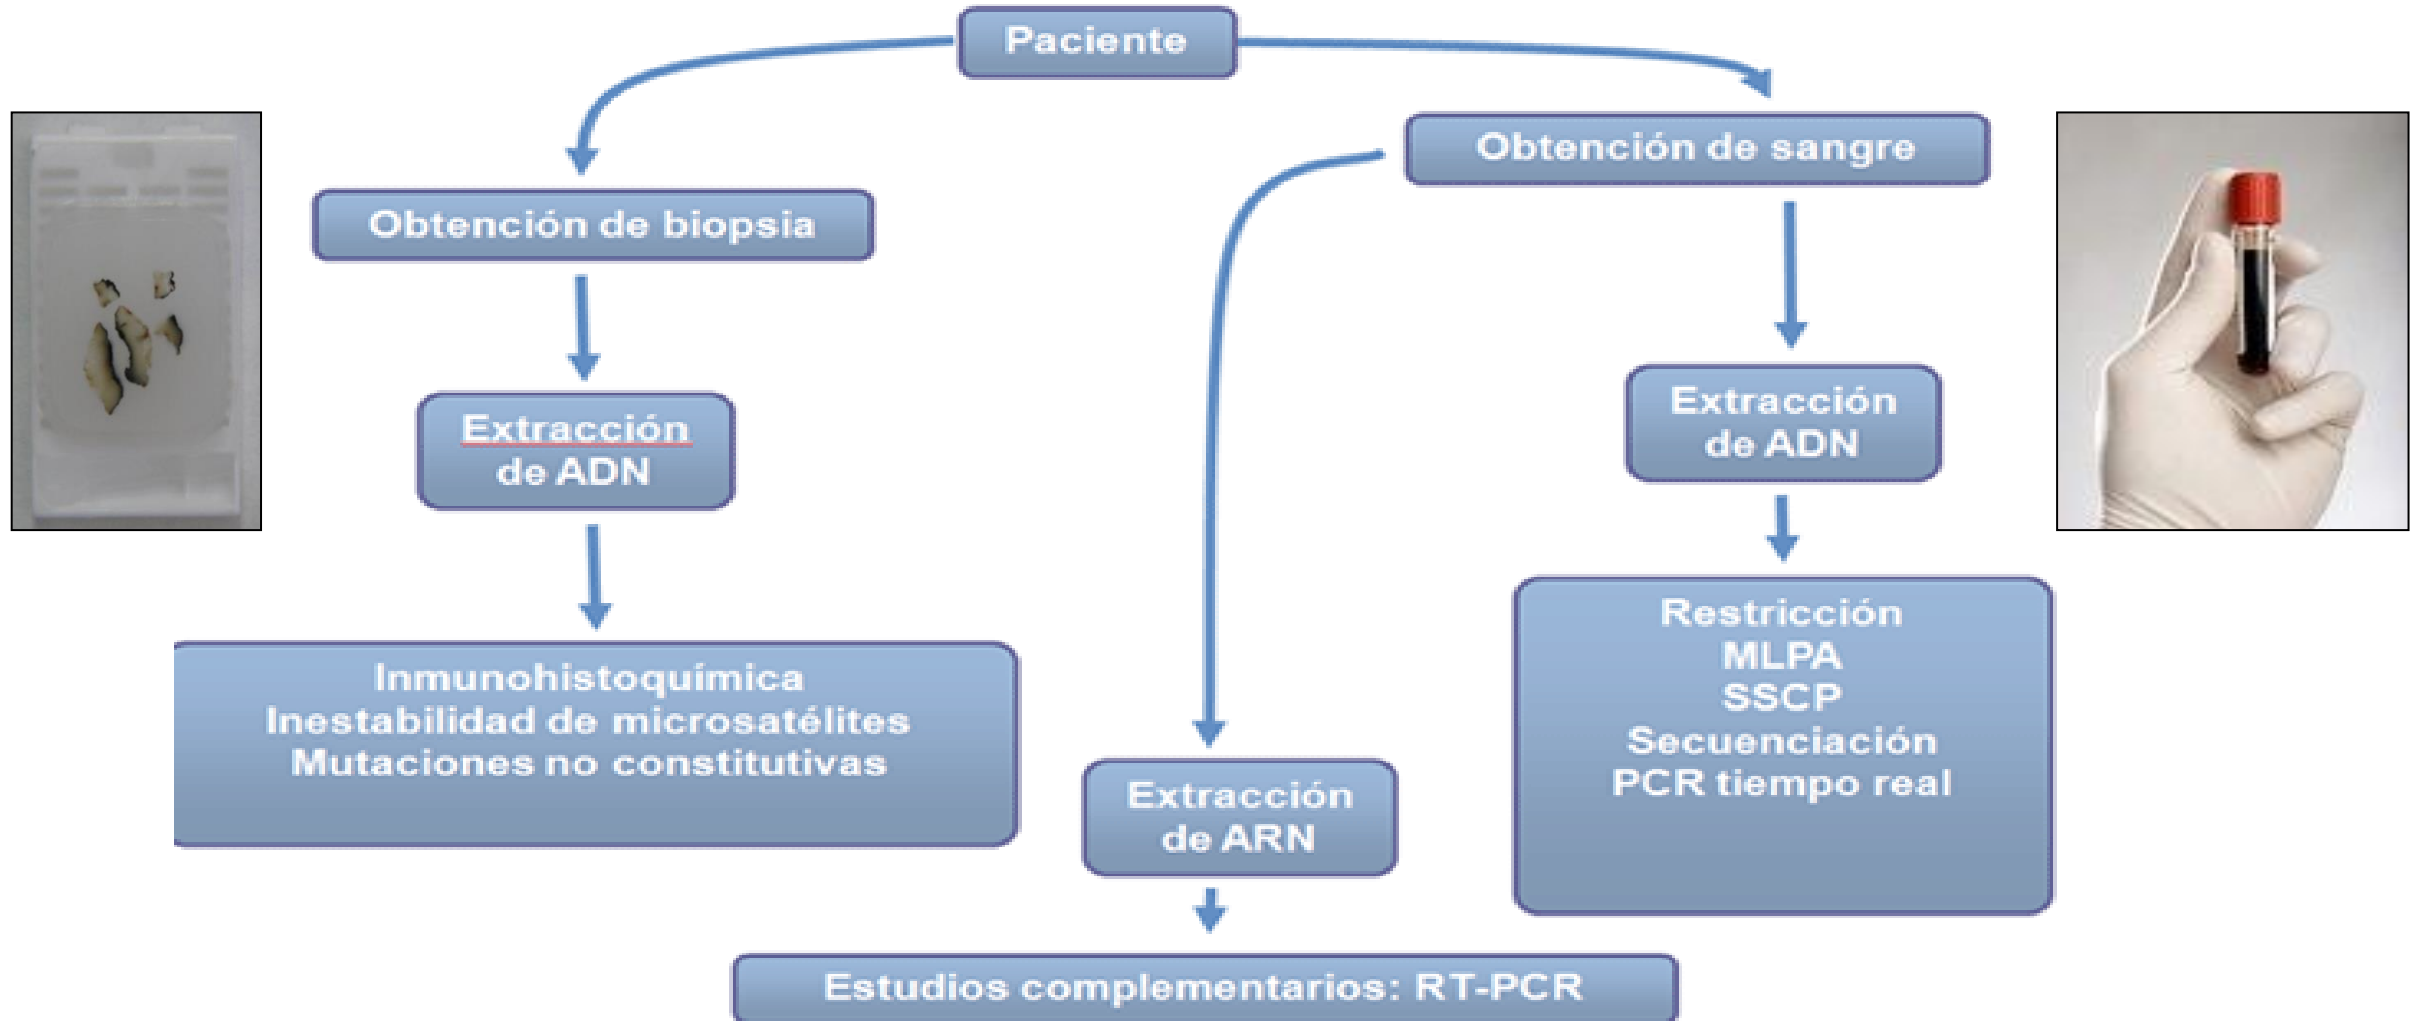 Paciente
Obtención de sangre
Obtención de biopsia
Extracción
de ADN
Extracción
de ADN
Inmunohistoquímica
Inestabilidad de microsatélites
Mutaciones no constitutivas
Restricción
MLPA
SSCP
Secuenciación
PCR tiempo real
Extracción
de ARN
Estudios complementarios: RT-PCR